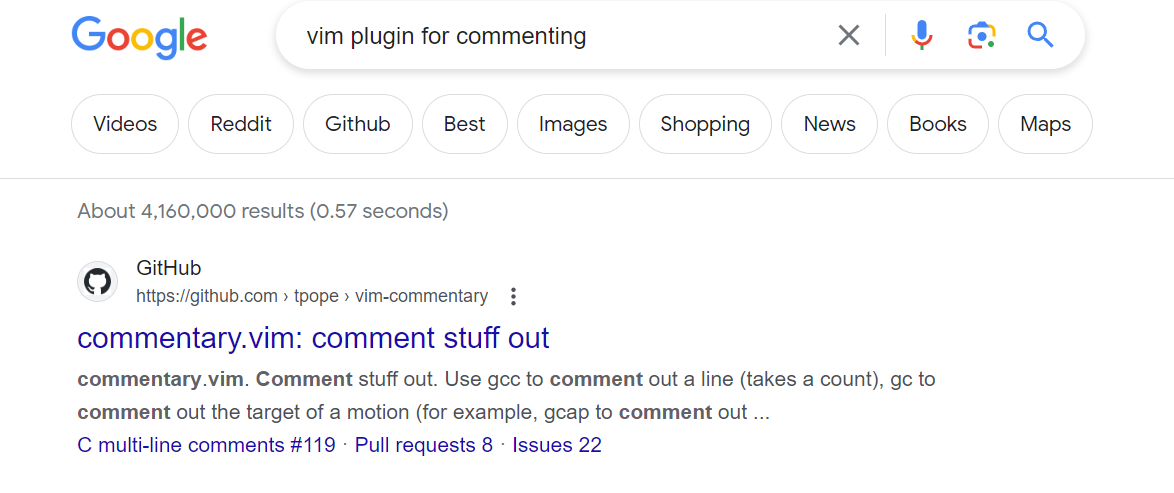 Google
vim plugin for commenting
Videos Reddit Github Best Images Shopping News Books Maps
About 4,160,000 results (0.57 seconds)
GitHub
https://github.com › tpope › vim-commentary
commentary.vim: comment stuff out
commentary.vim. Comment stuff out. Use gcc to comment out a line (takes a count), gc to
comment out the target of a motion (for example, gcap to comment out ...
C multi-line comments #119 · Pull requests 8 · Issues 22